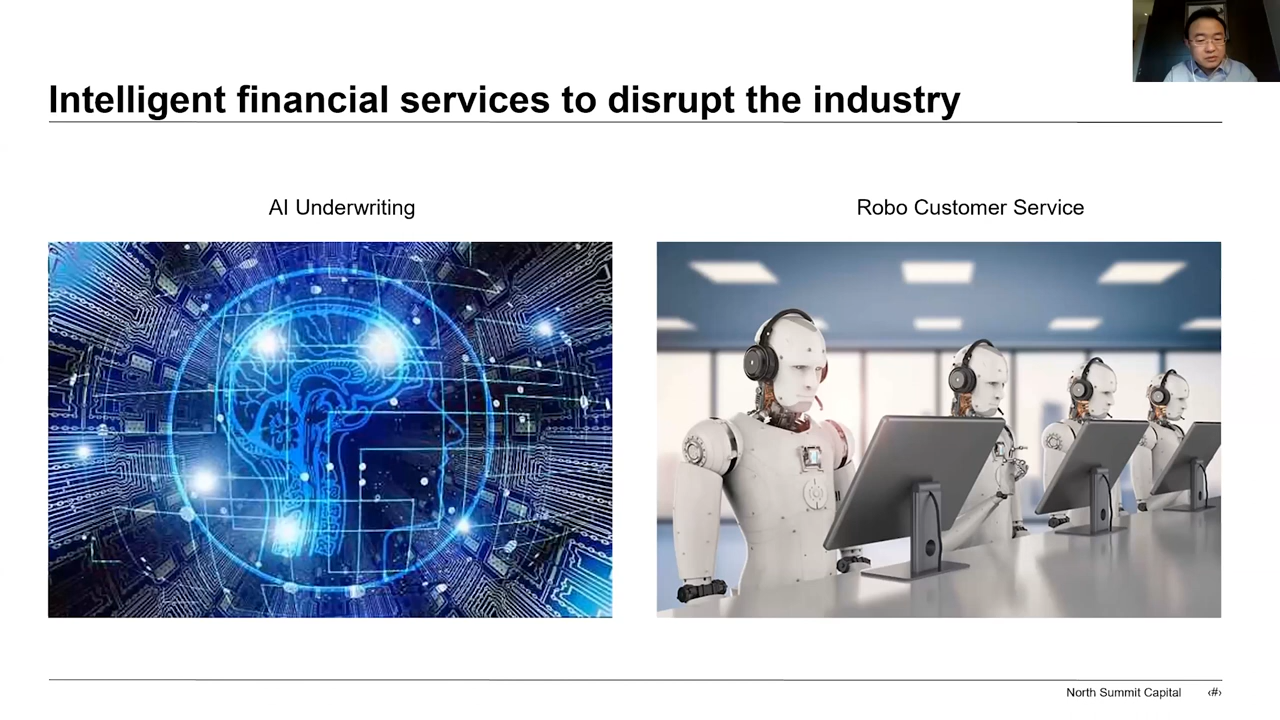 Intelligent financial services to disrupt the industry
AI Underwriting
Robo Customer Service
North Summit Capital ‹#›